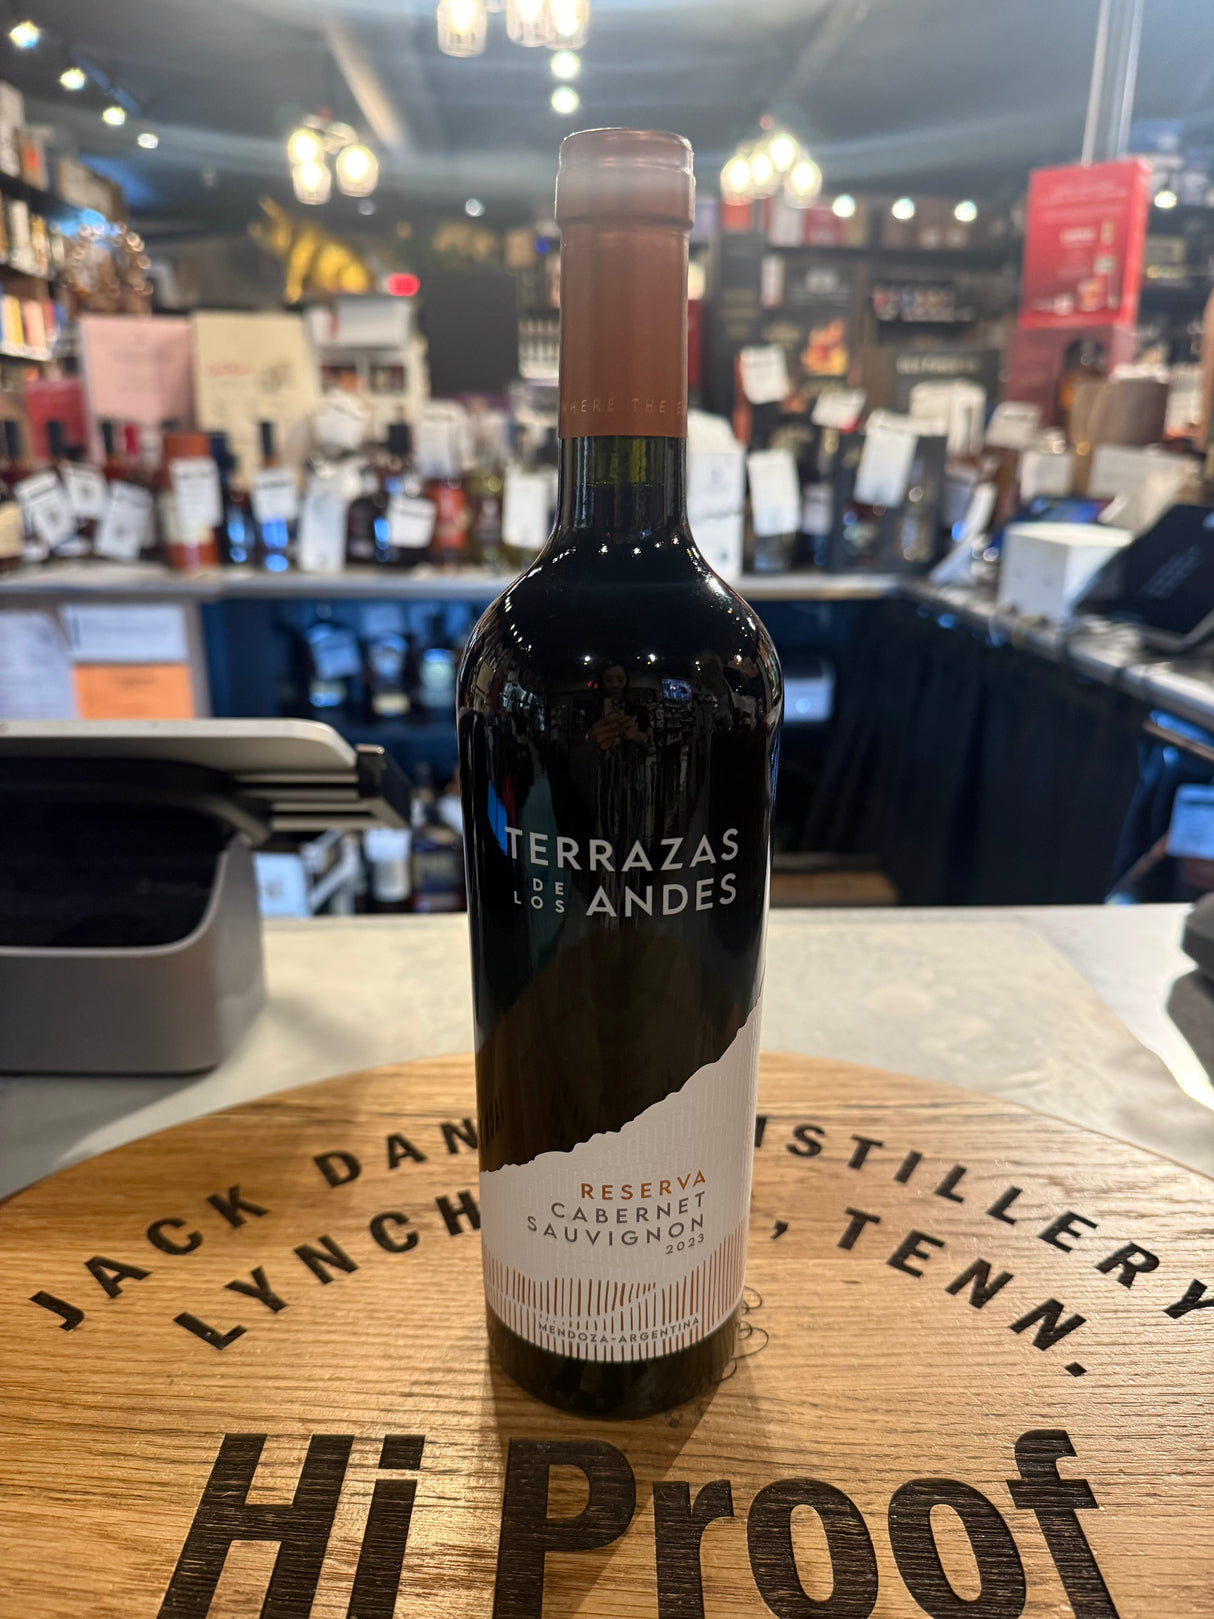 WHERE THE E
TERRAZAS
DE LOS ANDES
RESERVA
CABERNET
SAUVIGNON
2023
MENDOZA-ARGENTINA
JACK DAN ISTILLERY
LYNCH , TENN.
Hi Proof